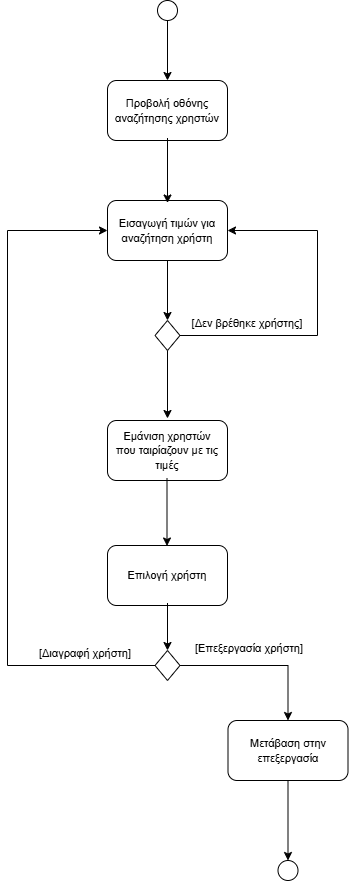 Προβολή οθόνης
αναζήτησης χρηστών
Εισαγωγή τιμών για
αναζήτηση χρήστη
[Δεν βρέθηκε χρήστης]
Εμάνιση χρηστών
που ταιρίαζουν με τις
τιμές
Επιλογή χρήστη
[Διαγραφή χρήστη]
[Επεξεργασία χρήστη]
Μετάβαση στην
επεξεργασία